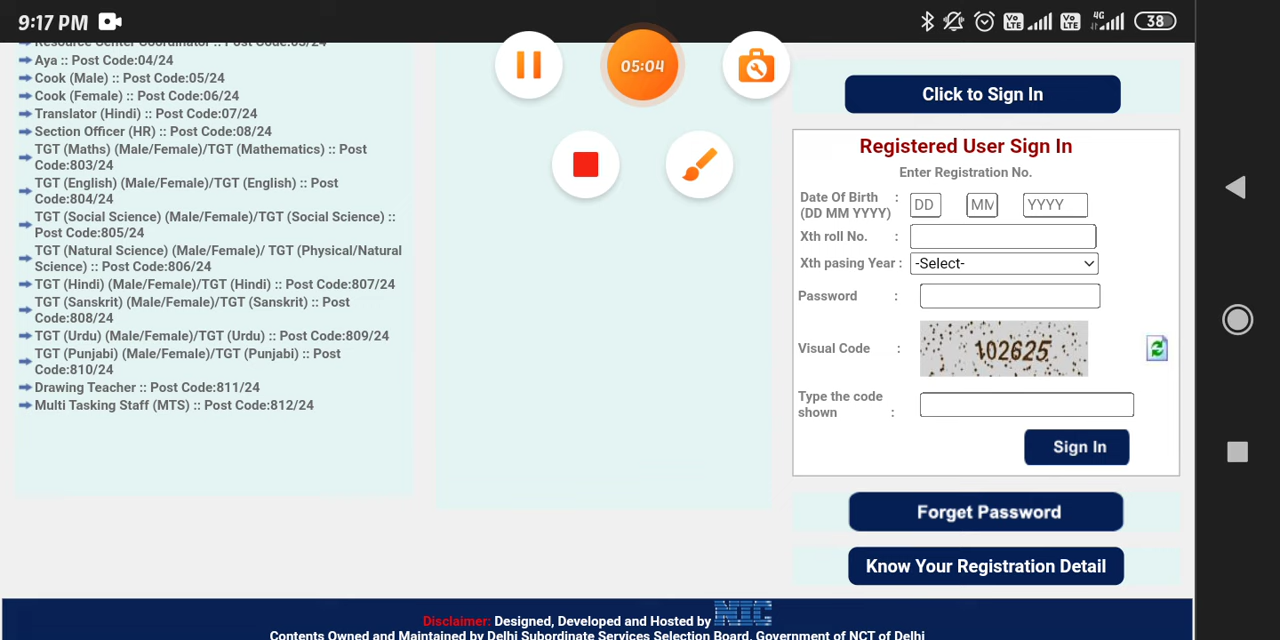 9:17 PM
Vo LTE
Vo LTE
4G
38
05:04
Aya :: Post Code:04/24
Cook (Male) :: Post Code:05/24
Cook (Female) :: Post Code:06/24
Translator (Hindi) :: Post Code:07/24
Section Officer (HR) :: Post Code:08/24
TGT (Maths) (Male/Female)/TGT (Mathematics) :: Post
Code:803/24
TGT (English) (Male/Female)/TGT (English) :: Post
Code:804/24
TGT (Social Science) (Male/Female)/TGT (Social Science) ::
Post Code:805/24
TGT (Natural Science) (Male/Female)/ TGT (Physical/Natural
Science) :: Post Code:806/24
TGT (Hindi) (Male/Female)/TGT (Hindi) :: Post Code:807/24
TGT (Sanskrit) (Male/Female)/TGT (Sanskrit) :: Post
Code:808/24
TGT (Urdu) (Male/Female)/TGT (Urdu) :: Post Code:809/24
TGT (Punjabi) (Male/Female)/TGT (Punjabi) :: Post
Code:810/24
Drawing Teacher :: Post Code:811/24
Multi Tasking Staff (MTS) :: Post Code:812/24
Click to Sign In
Registered User Sign In
Enter Registration No.
Date Of Birth :
(DD MM YYYY)
DD MM YYYY
Xth roll No. :
Xth pasing Year : -Select-
Password :
Visual Code : 102625
Type the code
shown :
Sign In
Forget Password
Know Your Registration Detail
Disclaimer: Designed, Developed and Hosted by NIC
Contents Owned and Maintained by Delhi Subordinate Services Selection Board, Government of NCT of Delhi